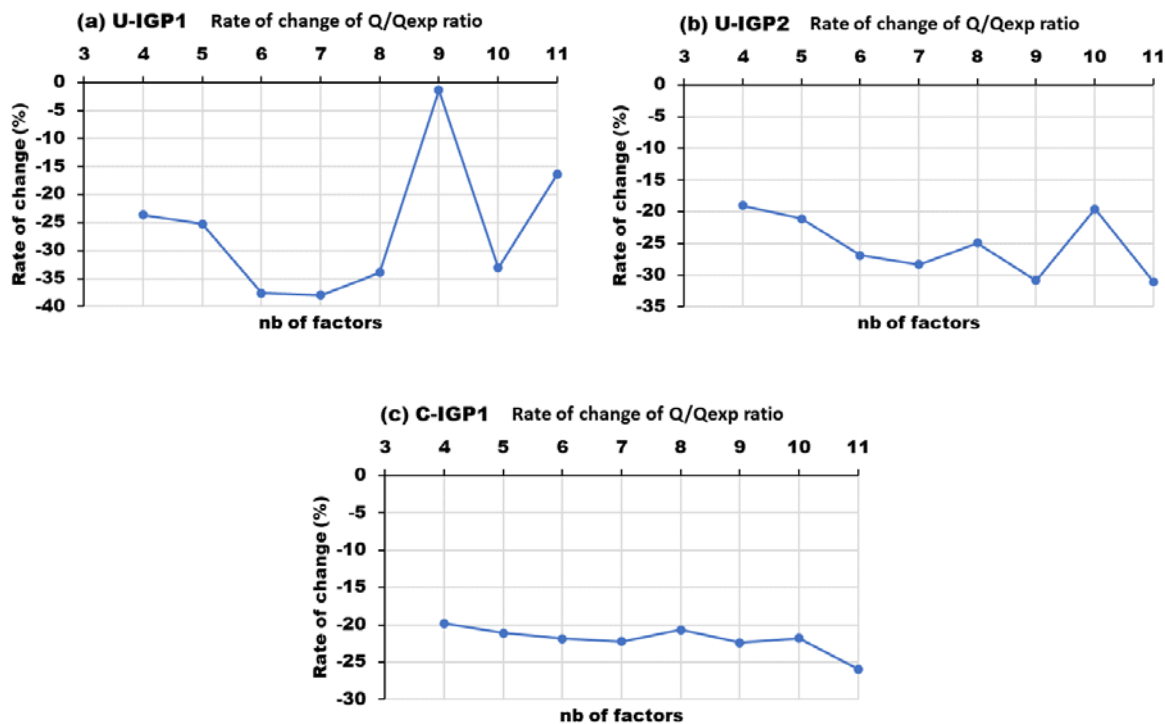 (a) U-IGP1 Rate of change of Q/Qexp ratio
3 4 5 6 7 8 9 10 11
0
-5
-10
-15
-20
-25
-30
-35
-40
Rate of change (%)
nb of factors
(b) U-IGP2 Rate of change of Q/Qexp ratio
3 4 5 6 7 8 9 10 11
0
-5
-10
-15
-20
-25
-30
-35
Rate of change (%)
nb of factors
(c) C-IGP1 Rate of change of Q/Qexp ratio
3 4 5 6 7 8 9 10 11
0
-5
-10
-15
-20
-25
-30
Rate of change (%)
nb of factors